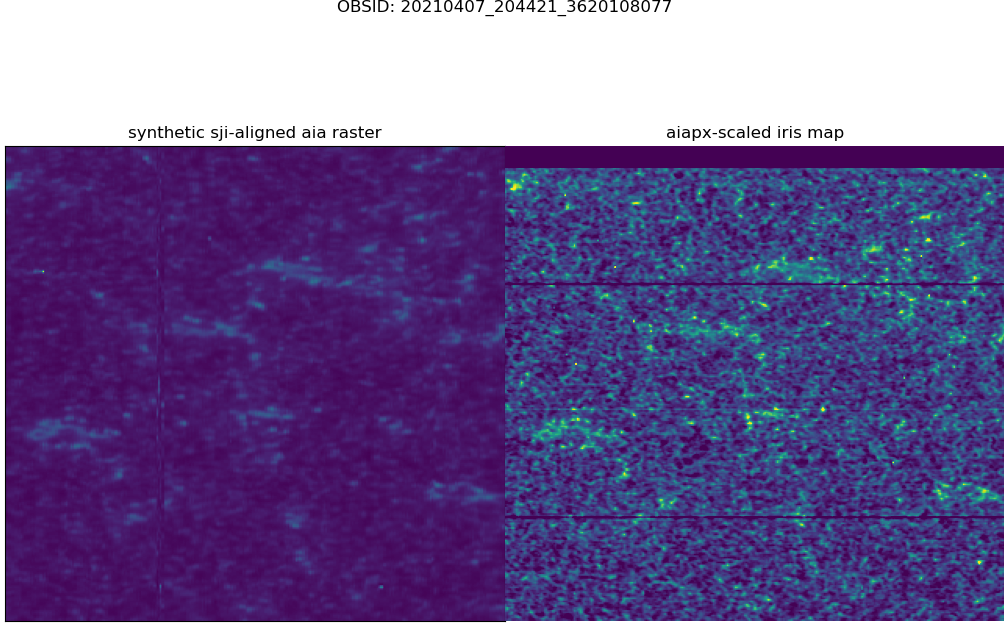 OBSID: 20210407_204421_3620108077
synthetic sji-aligned aia raster
aiapx-scaled iris map